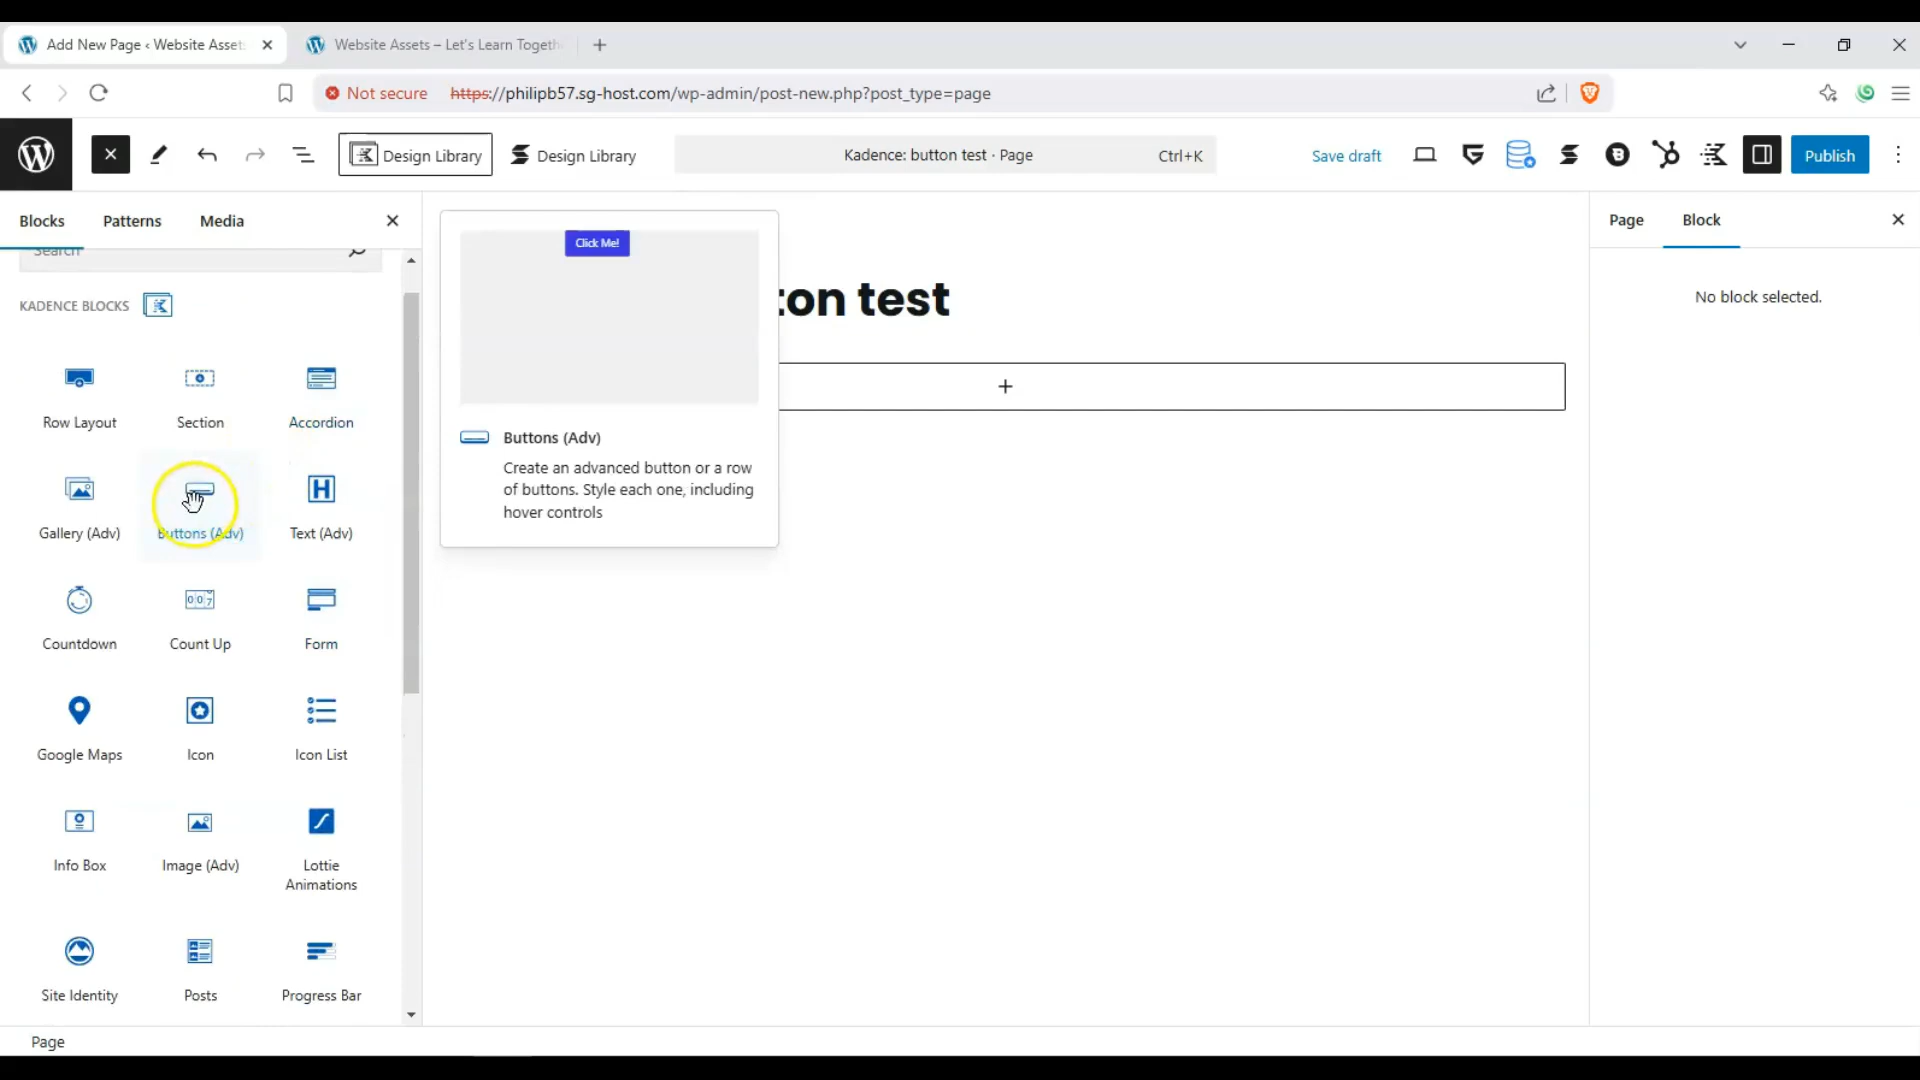 Add New Page ‹ Website Asset
Website Assets – Let's Learn Togeth
Not secure
https://philipb57.sg-host.com/wp-admin/post-new.php?post_type=page
Design Library
Design Library
Kadence: button test · Page
Ctrl+K
Save draft
Publish
Blocks
Patterns
Media
Page
Block
Search
Click Me!
No block selected.
KADENCE BLOCKS
ton test
Row Layout
Section
Accordion
Buttons (Adv)
Create an advanced button or a row
of buttons. Style each one, including
hover controls
Gallery (Adv)
Buttons (Adv)
Text (Adv)
Countdown
Count Up
Form
Google Maps
Icon
Icon List
Info Box
Image (Adv)
Lottie
Animations
Site Identity
Posts
Progress Bar
Page